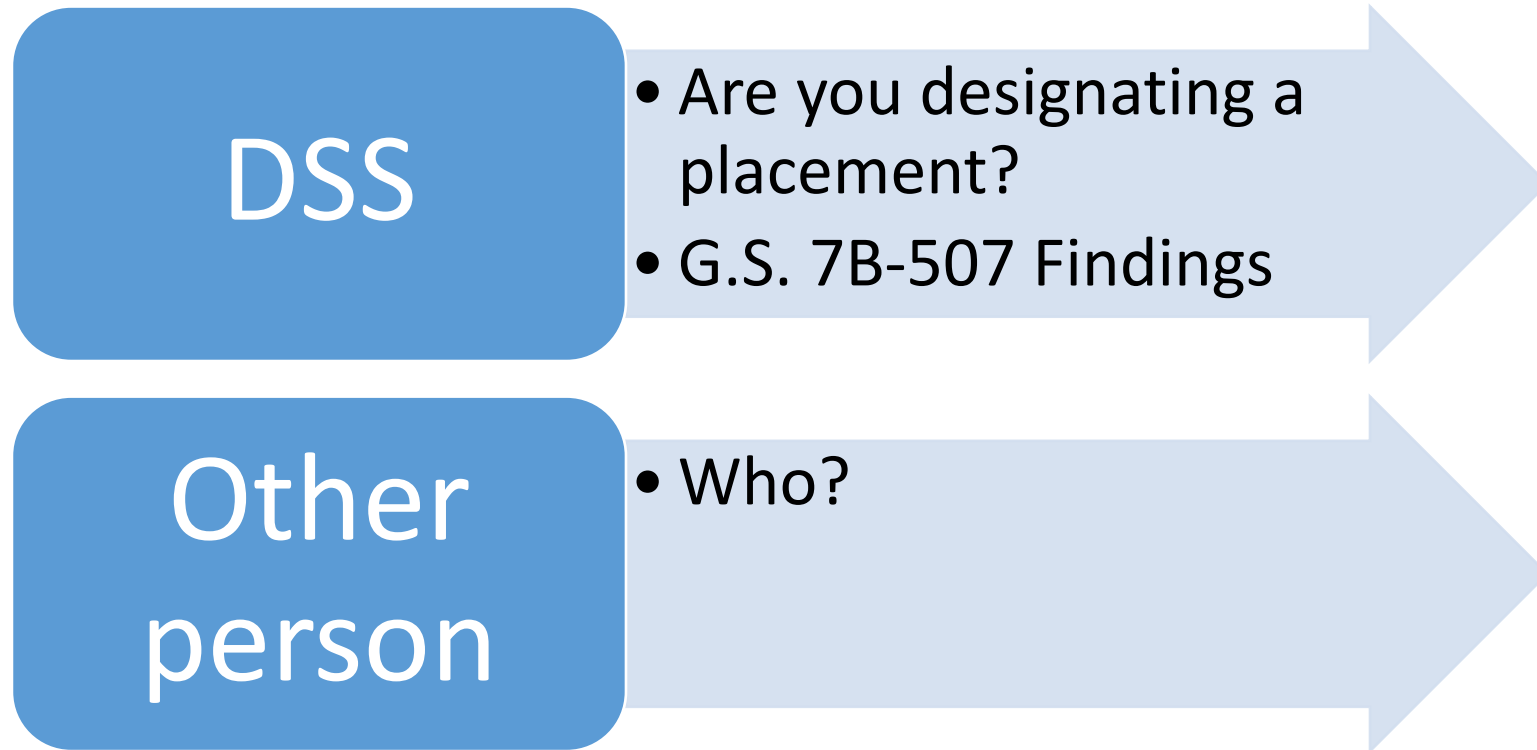 DSS
• Are you designating a
placement?
• G.S. 7B-507 Findings
Other
person
• Who?